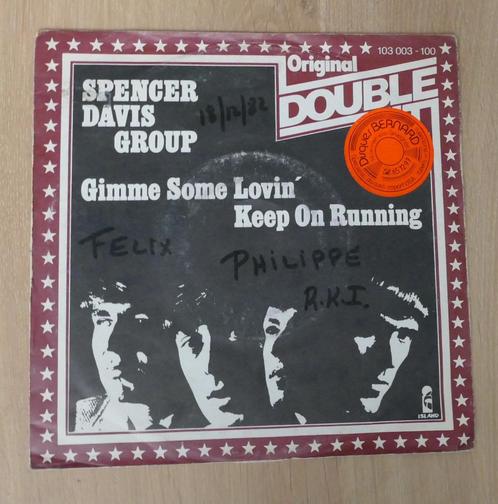 103 003 - 100
Original
DOUBLE
SPENCER
DAVIS
GROUP
18/12/82
BERNARD
Gimme Some Lovin´
Keep On Running
FELIX
PHILIPPE
R.K.I.
ISLAND